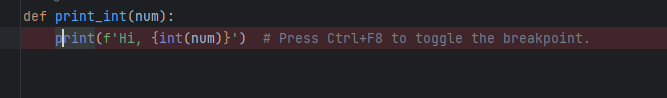 def print_int(num):
    print(f'Hi, {int(num)}')  # Press Ctrl+F8 to toggle the breakpoint.